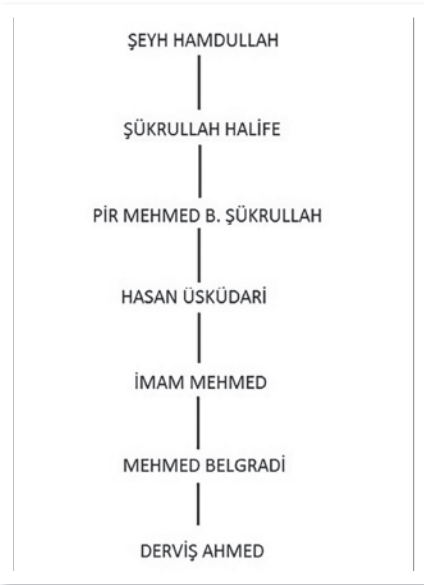 ŞEYH HAMDULLAH
ŞÜKRULLAH HALİFE
PİR MEHMED B. ŞÜKRULLAH
HASAN ÜSKÜDARİ
İMAM MEHMED
MEHMED BELGRADİ
DERVİŞ AHMED